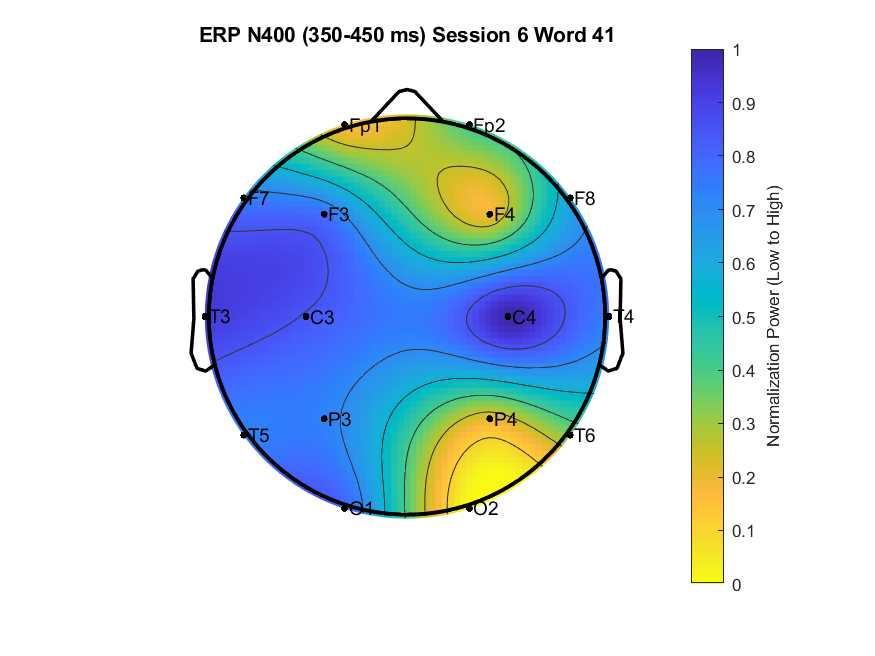 ERP N400 (350-450 ms) Session 6 Word 41
Fp1 Fp2
F7 F3 F4 F8
T3 C3 C4 T4
T5 P3 P4 T6
O1 O2
1
0.9
0.8
0.7
0.6
0.5
0.4
0.3
0.2
0.1
0
Normalization Power (Low to High)